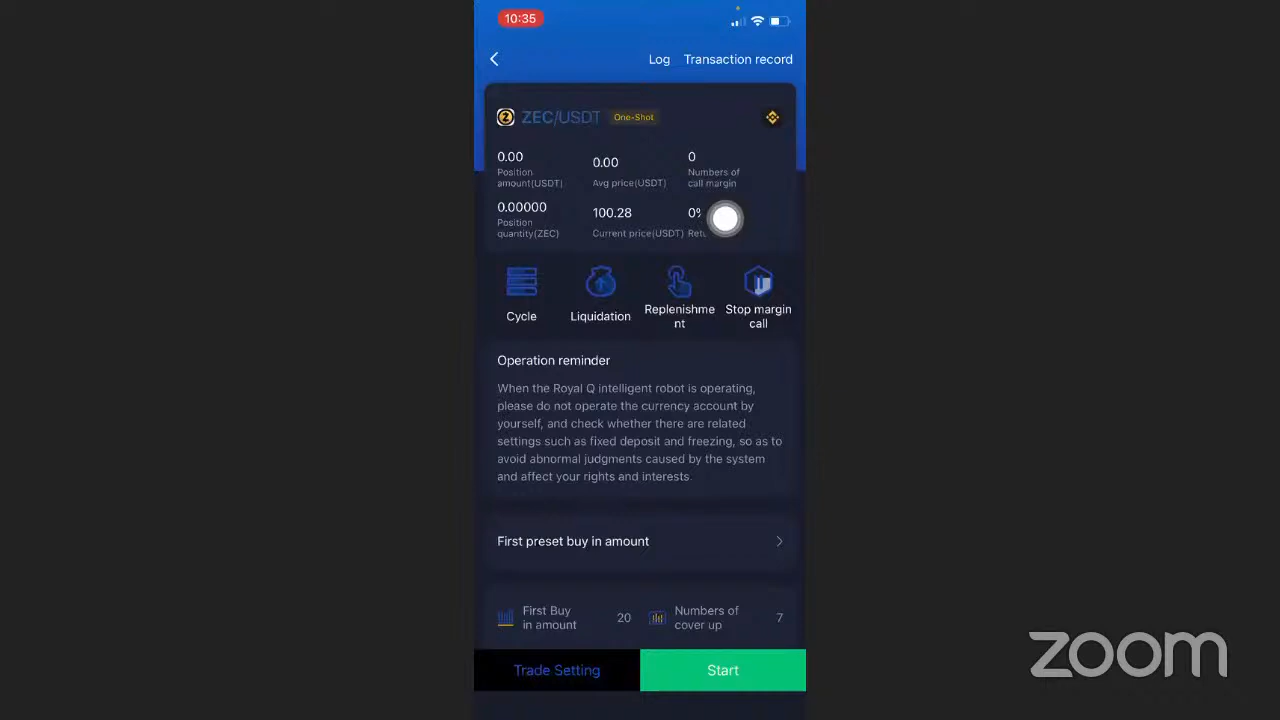 10:35
Log Transaction record
ZEC/USDT One-Shot
0.00 0.00 0
Position amount(USDT) Avg price(USDT) Numbers of call margin
0.00000 100.28 0%
Position quantity(ZEC) Current price(USDT)
Cycle Liquidation Replenishment Stop margin call
Operation reminder
When the Royal Q intelligent robot is operating,
please do not operate the currency account by
yourself, and check whether there are related
settings such as fixed deposit and freezing, so as to
avoid abnormal judgments caused by the system
and affect your rights and interests.
First preset buy in amount
First Buy in amount 20 Numbers of cover up 7
Trade Setting Start
zoom